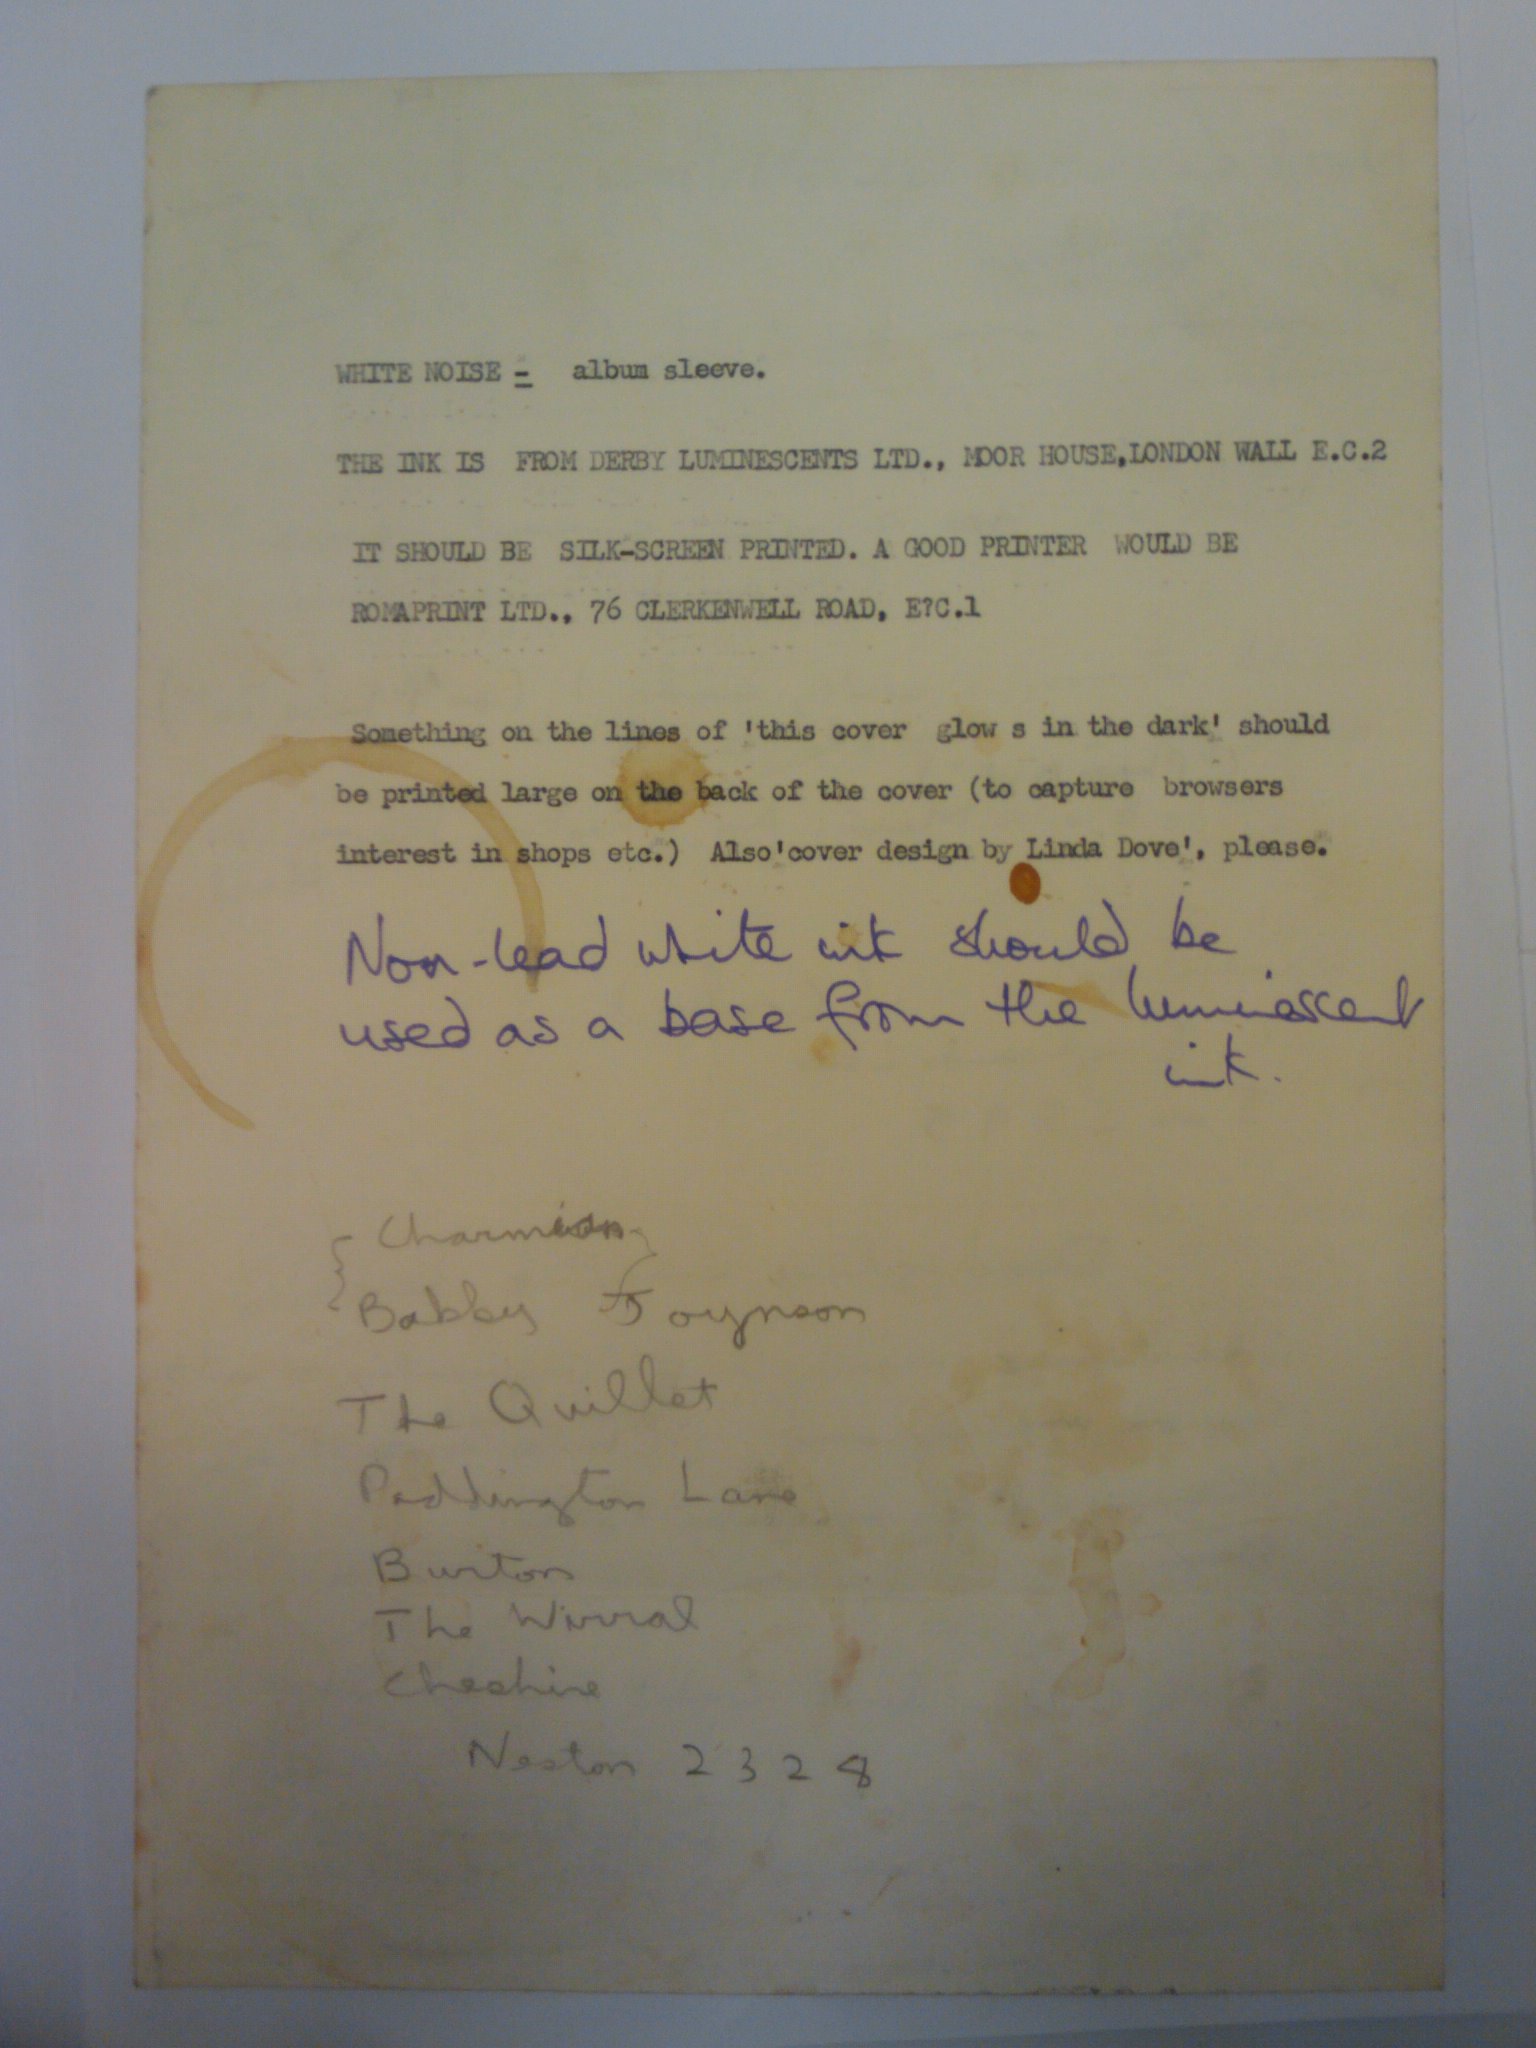 WHITE NOISE - album sleeve.
THE INK IS FROM DERBY LUMINESCENTS LTD., MOOR HOUSE,LONDON WALL E.C.2
IT SHOULD BE SILK-SCREEN PRINTED. A GOOD PRINTER WOULD BE
ROMAPRINT LTD., 76 CLERKENWELL ROAD, E?C.1
Something on the lines of 'this cover glow s in the dark' should
be printed large on the back of the cover (to capture browsers
interest in shops etc.) Also'cover design by Linda Dove', please.
Non-lead white ink should be
used as a base from the luminescent
ink.
Charmian
Bobby
The Quillet
Puddington Lane
Burton
The Wirral
Cheshire
Neston 2328